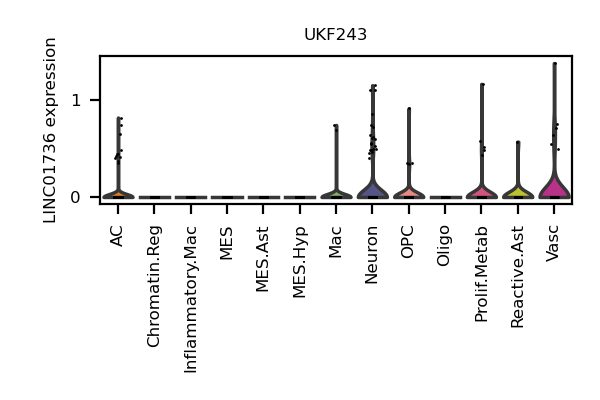 UKF243
LINC01736 expression
1
0
AC
Chromatin.Reg
Inflammatory.Mac
MES
MES.Ast
MES.Hyp
Mac
Neuron
OPC
Oligo
Prolif.Metab
Reactive.Ast
Vasc